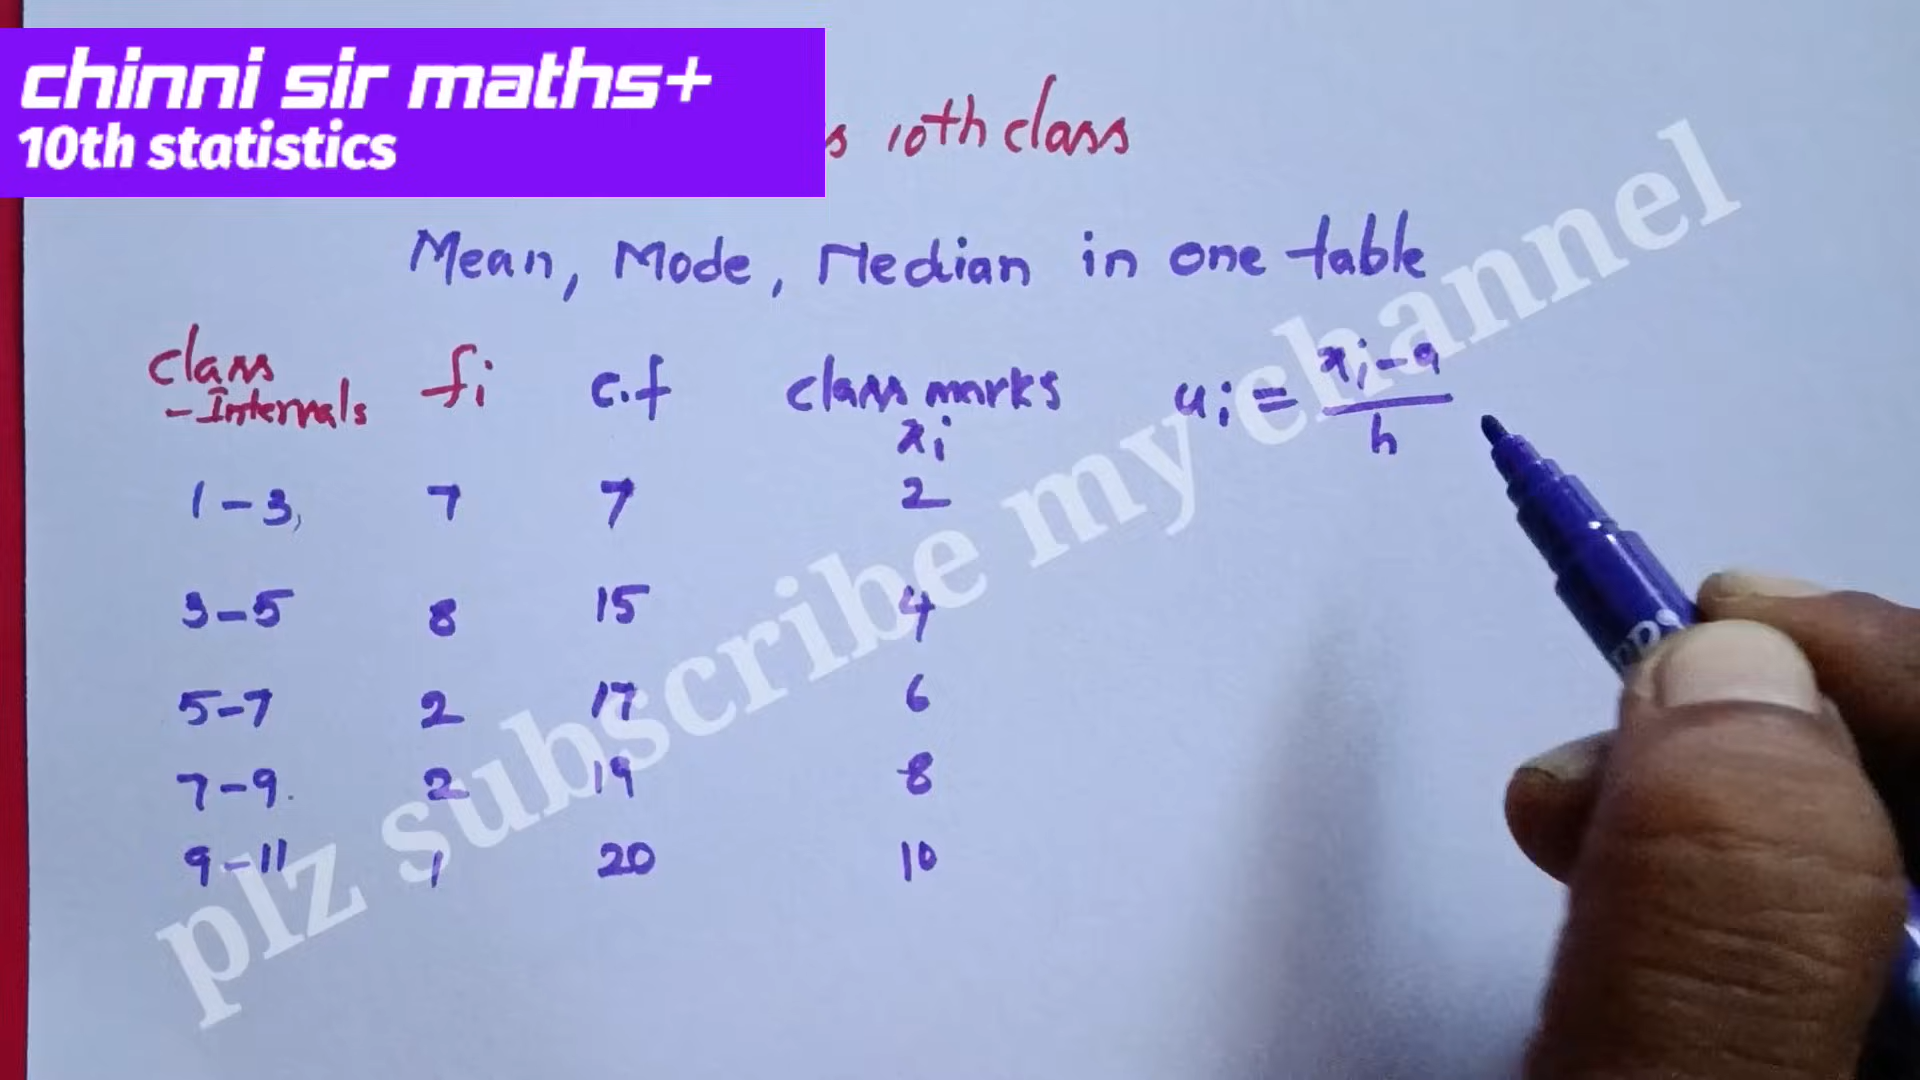 chinni sir maths+
10th statistics
s 10th class
Mean, Mode, Median in one table
class - Intervals fi c.f class marks xi ui = xi - a / h
1-3, 7 7 2
3-5 8 15 4
5-7 2 17 6
7-9. 2 19 8
9-11 1 20 10
plz subscribe my channel